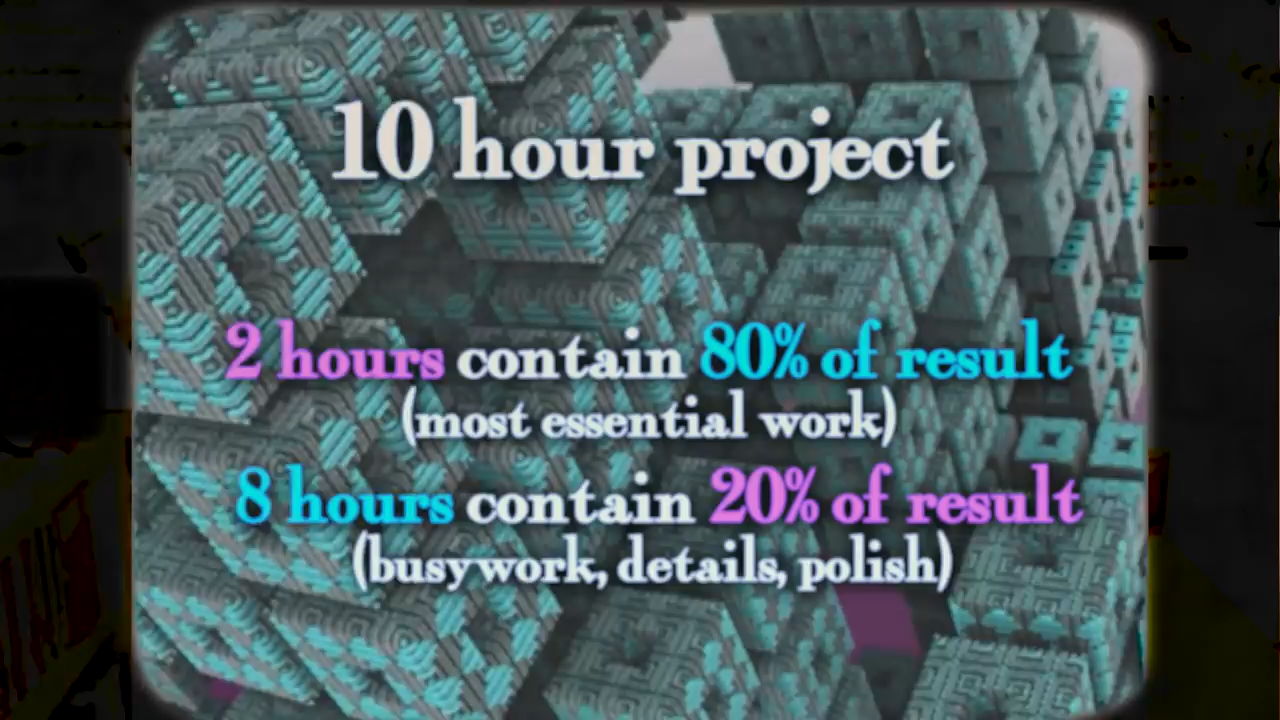 10 hour project
2 hours contain 80% of result
(most essential work)
8 hours contain 20% of result
(busywork, details, polish)